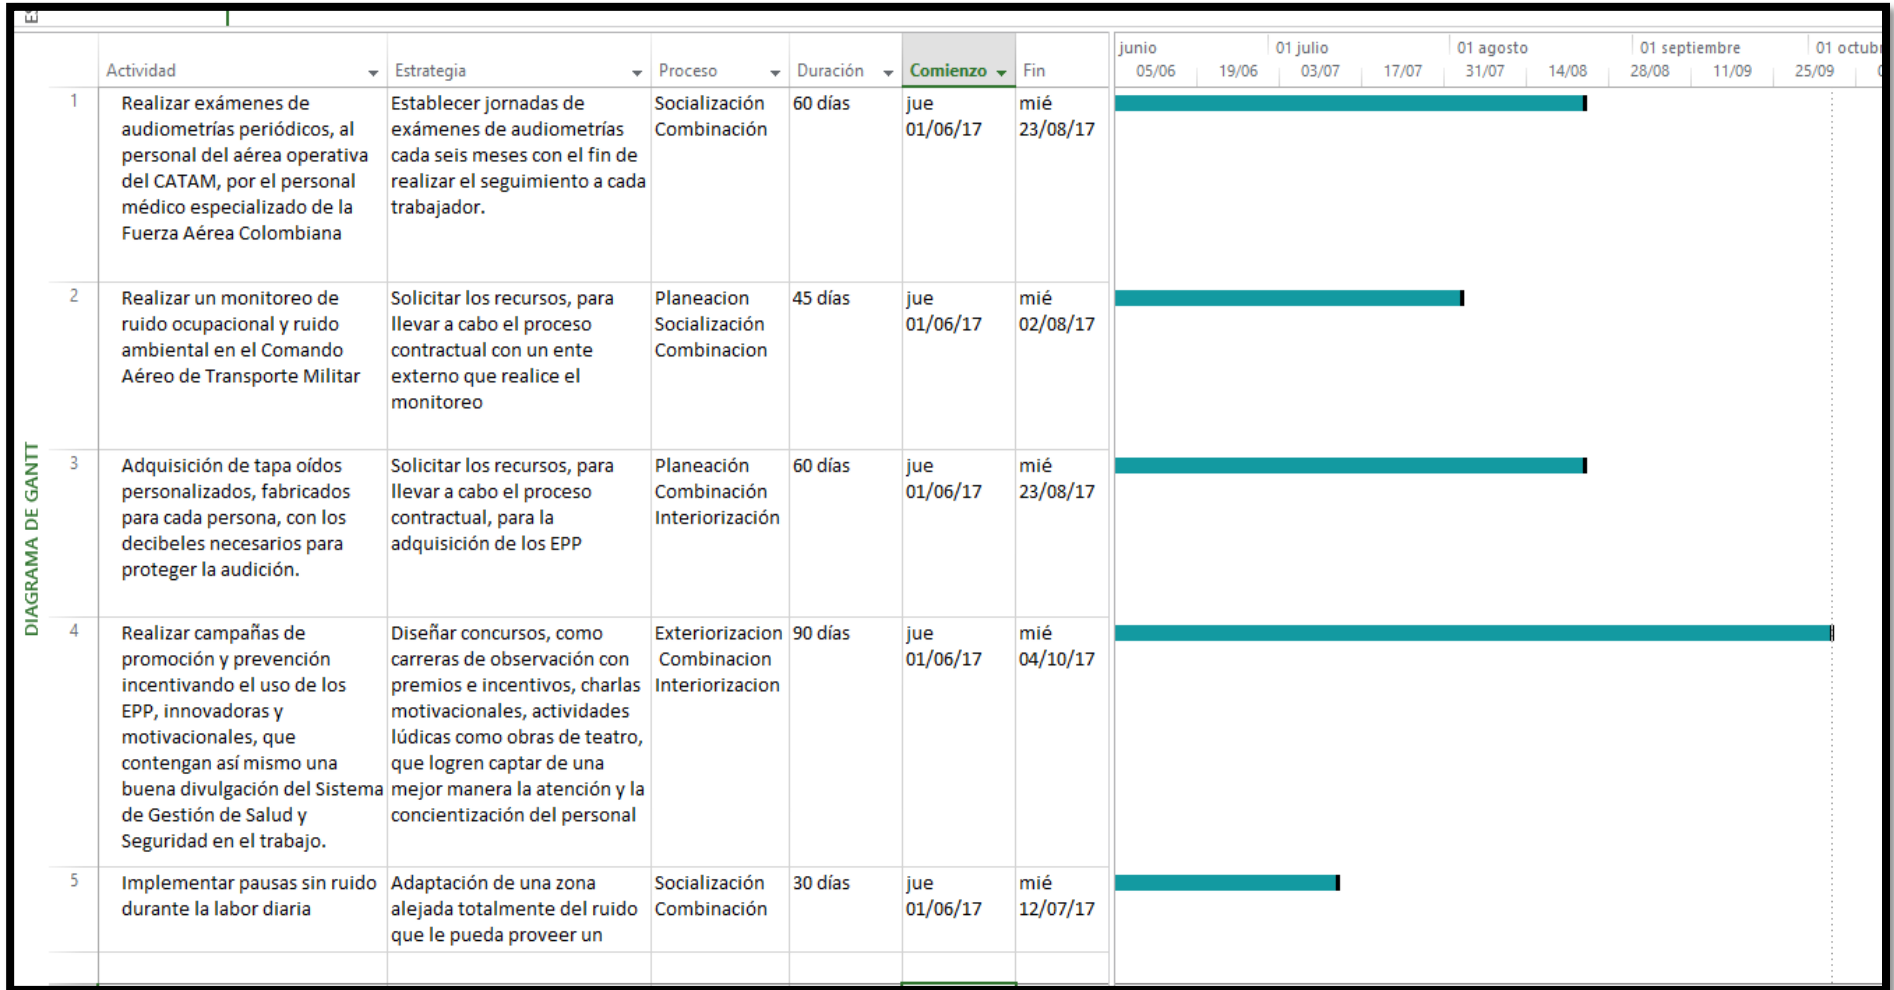 ES
junio 01 julio 01 agosto 01 septiembre 01 octubr
Actividad Estrategia Proceso Duración Comienzo Fin 05/06 19/06 03/07 17/07 31/07 14/08 28/08 11/09 25/09
DIAGRAMA DE GANTT
1 Realizar exámenes de Establecer jornadas de Socialización 60 días jue mié
audiometrías periódicos, al exámenes de audiometrías Combinación 01/06/17 23/08/17
personal del aérea operativa cada seis meses con el fin de
del CATAM, por el personal realizar el seguimiento a cada
médico especializado de la trabajador.
Fuerza Aérea Colombiana
2 Realizar un monitoreo de Solicitar los recursos, para Planeacion 45 días jue mié
ruido ocupacional y ruido llevar a cabo el proceso Socialización 01/06/17 02/08/17
ambiental en el Comando contractual con un ente Combinacion
Aéreo de Transporte Militar externo que realice el
monitoreo
3 Adquisición de tapa oídos Solicitar los recursos, para Planeación 60 días jue mié
personalizados, fabricados llevar a cabo el proceso Combinación 01/06/17 23/08/17
para cada persona, con los contractual, para la Interiorización
decibeles necesarios para adquisición de los EPP
proteger la audición.
4 Realizar campañas de Diseñar concursos, como Exteriorizacion 90 días jue mié
promoción y prevención carreras de observación con Combinacion 01/06/17 04/10/17
incentivando el uso de los premios e incentivos, charlas Interiorizacion
EPP, innovadoras y motivacionales, actividades
motivacionales, que lúdicas como obras de teatro,
contengan así mismo una que logren captar de una
buena divulgación del Sistema mejor manera la atención y la
de Gestión de Salud y concientización del personal
Seguridad en el trabajo.
5 Implementar pausas sin ruido Adaptación de una zona Socialización 30 días jue mié
durante la labor diaria alejada totalmente del ruido Combinación 01/06/17 12/07/17
que le pueda proveer un